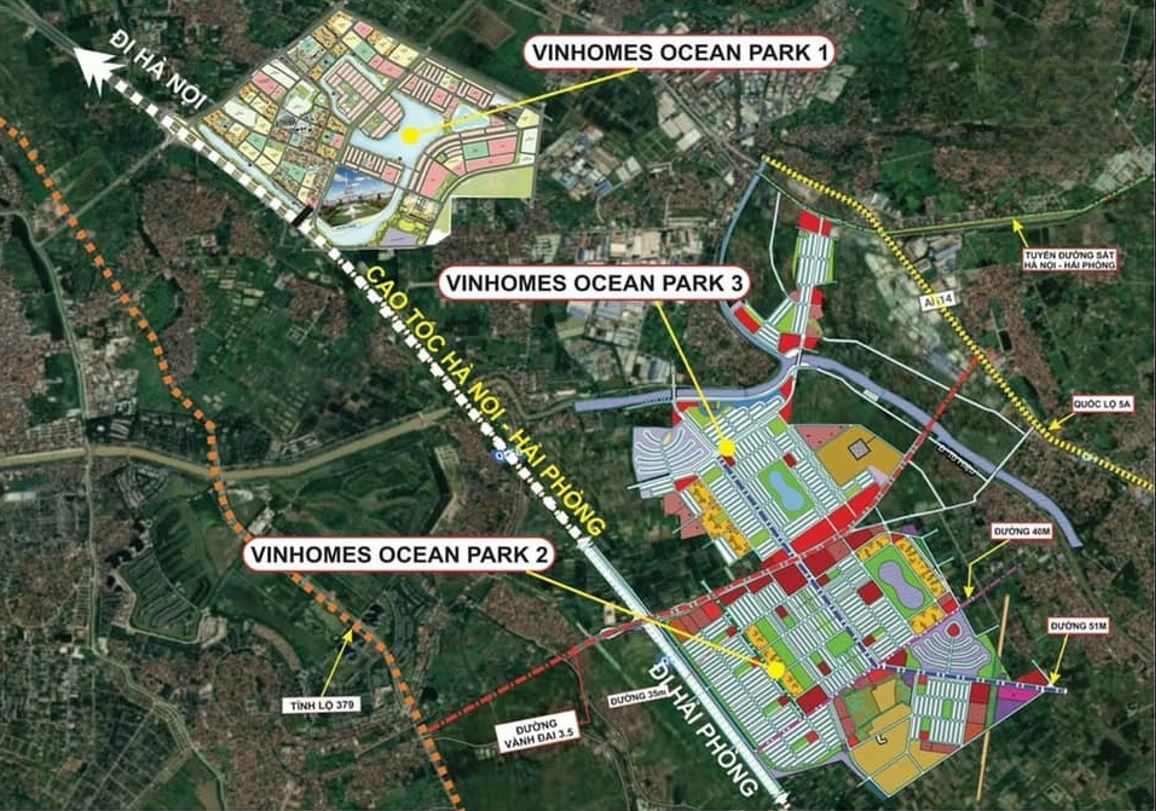 ĐI HÀ NỘI
VINHOMES OCEAN PARK 1
VINHOMES OCEAN PARK 3
TUYẾN ĐƯỜNG SẮT
HÀ NỘI - HẢI PHÒNG
CAO TỐC HÀ NỘI - HẢI PHÒNG
QUỐC LỘ 5A
VINHOMES OCEAN PARK 2
ĐƯỜNG 40M
ĐƯỜNG 51M
ĐI HẢI PHÒNG
ĐƯỜNG 35m
TỈNH LỘ 379
ĐƯỜNG
VÀNH ĐAI 3.5